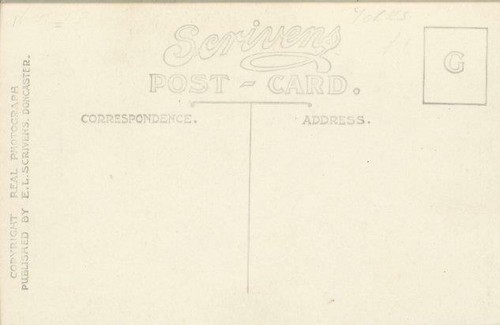 Scrivens
POST - CARD.
G
CORRESPONDENCE.
ADDRESS.
COPYRIGHT REAL PHOTOGRAPH
PUBLISHED BY E.L. SCRIVENS, DONCASTER.